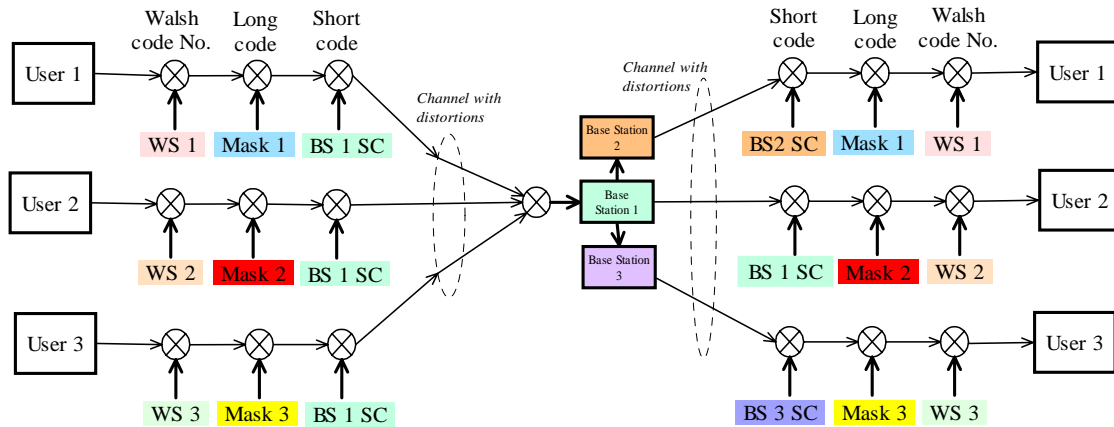 Walsh
code No.
Long
code
Short
code
User 1
WS 1
Mask 1
BS 1 SC
User 2
WS 2
Mask 2
BS 1 SC
User 3
WS 3
Mask 3
BS 1 SC
Channel with
distortions
Base Station
2
Base
Station 1
Base Station
3
Channel with
distortions
Short
code
Long
code
Walsh
code No.
User 1
BS2 SC
Mask 1
WS 1
User 2
BS 1 SC
Mask 2
WS 2
User 3
BS 3 SC
Mask 3
WS 3